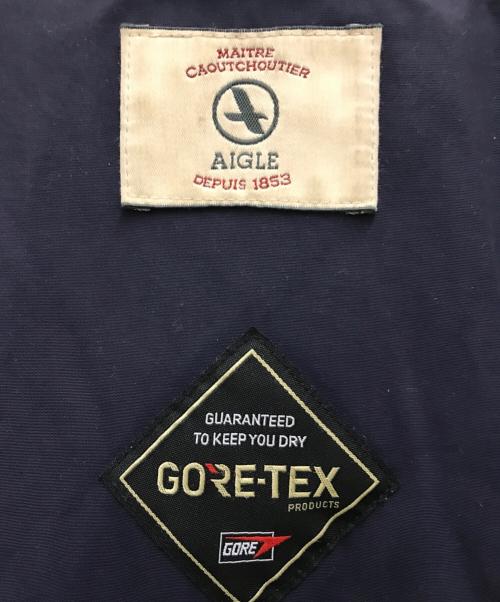 MAITRE
CAOUTCHOUTIER
AIGLE
DEPUIS 1853
GUARANTEED
TO KEEP YOU DRY
GORE-TEX
PRODUCTS
GORE